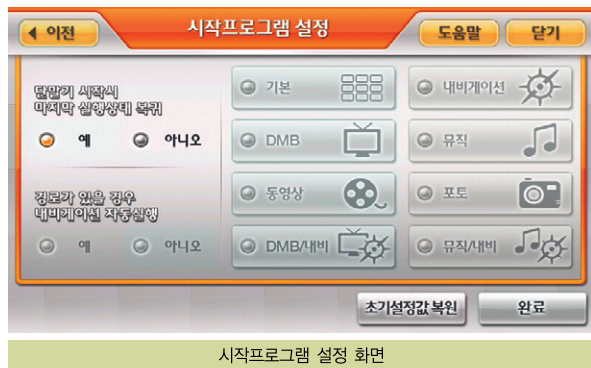 이전
시작프로그램 설정
도움말
닫기
단말기 시작시
마지막 실행상태 복귀
예
아니오
경로가 있을 경우
내비게이션 자동실행
예
아니오
기본
내비게이션
DMB
뮤직
동영상
포토
DMB/내비
뮤직/내비
초기설정값 복원
완료
시작프로그램 설정 화면